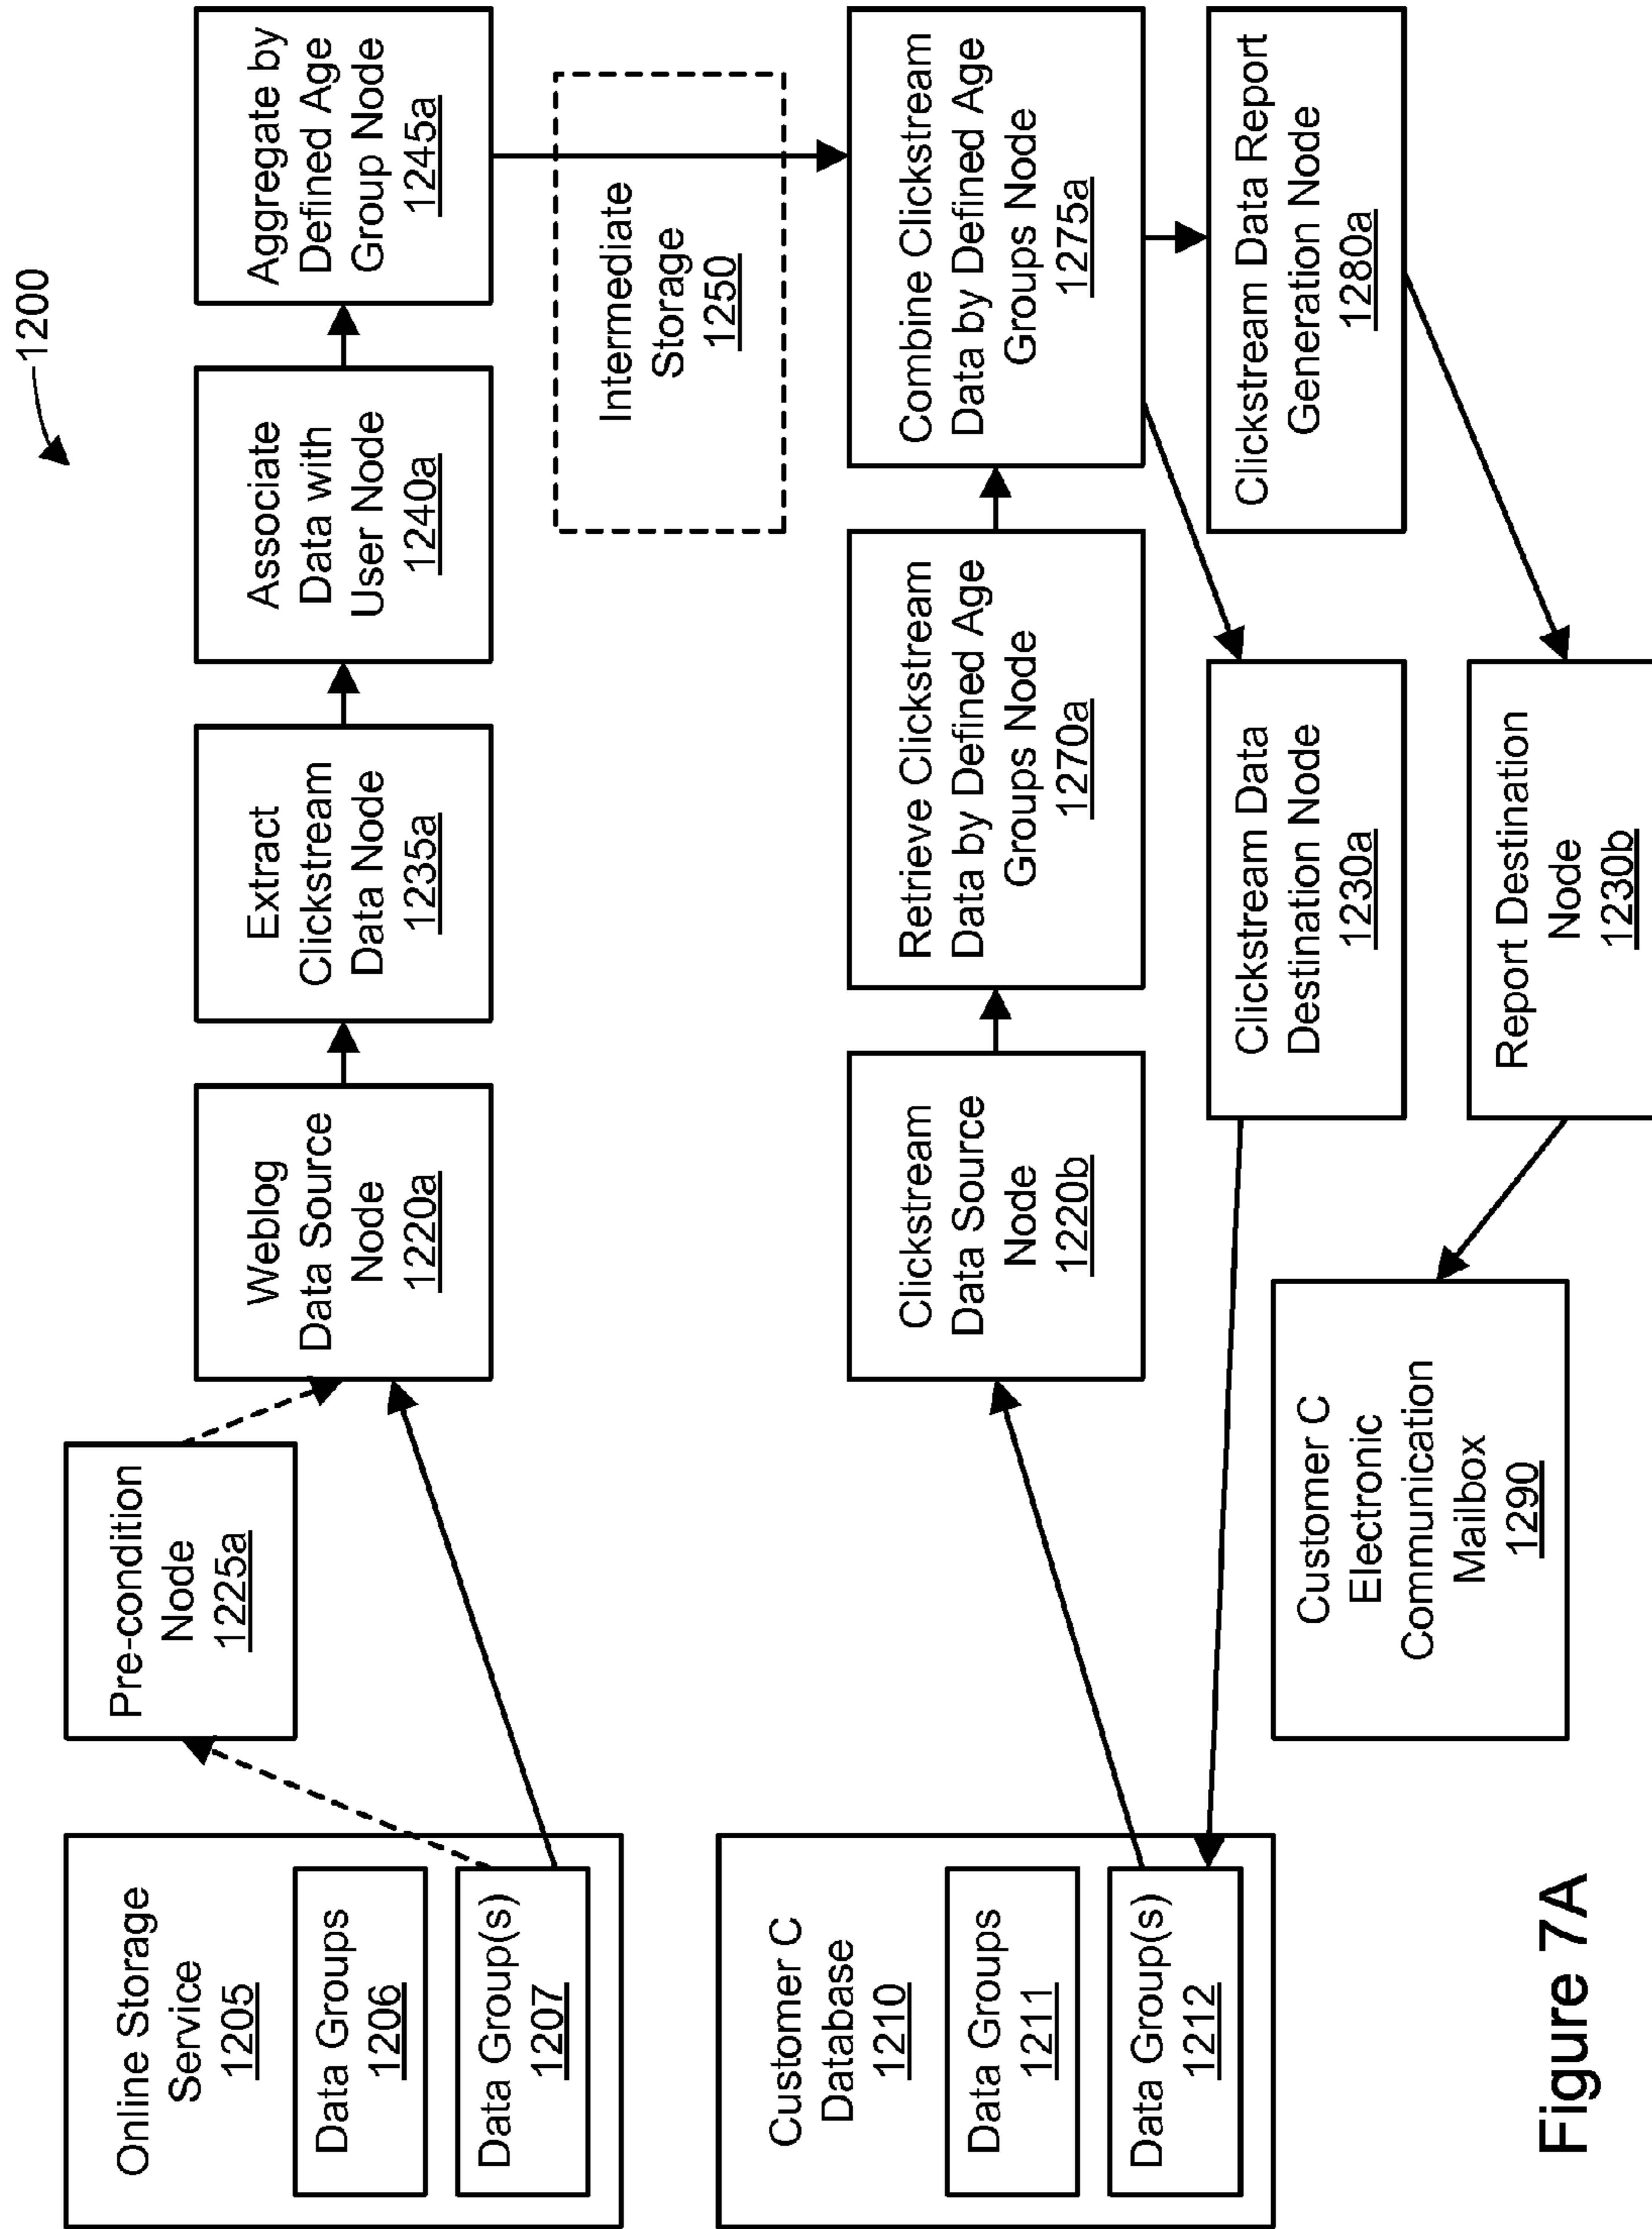 1200
Online Storage
Service
1205
Data Groups
1206
Data Group(s)
1207
Pre-condition
Node
1225a
Weblog
Data Source
Node
1220a
Extract
Clickstream
Data Node
1235a
Associate
Data with
User Node
1240a
Aggregate by
Defined Age
Group Node
1245a
Intermediate
Storage
1250
Customer C
Database
1210
Data Groups
1211
Data Group(s)
1212
Clickstream
Data Source
Node
1220b
Retrieve Clickstream
Data by Defined Age
Groups Node
1270a
Combine Clickstream
Data by Defined Age
Groups Node
1275a
Clickstream Data
Destination Node
1230a
Clickstream Data Report
Generation Node
1280a
Customer C
Electronic
Communication
Mailbox
1290
Report Destination
Node
1230b
Figure 7A